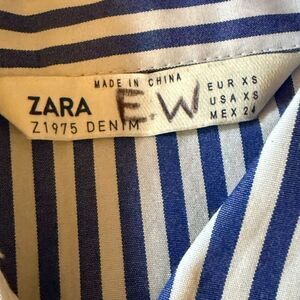 MADE IN CHINA
ZARA E.W
Z1975 DENIM
EUR XS
USA XS
MEX 24